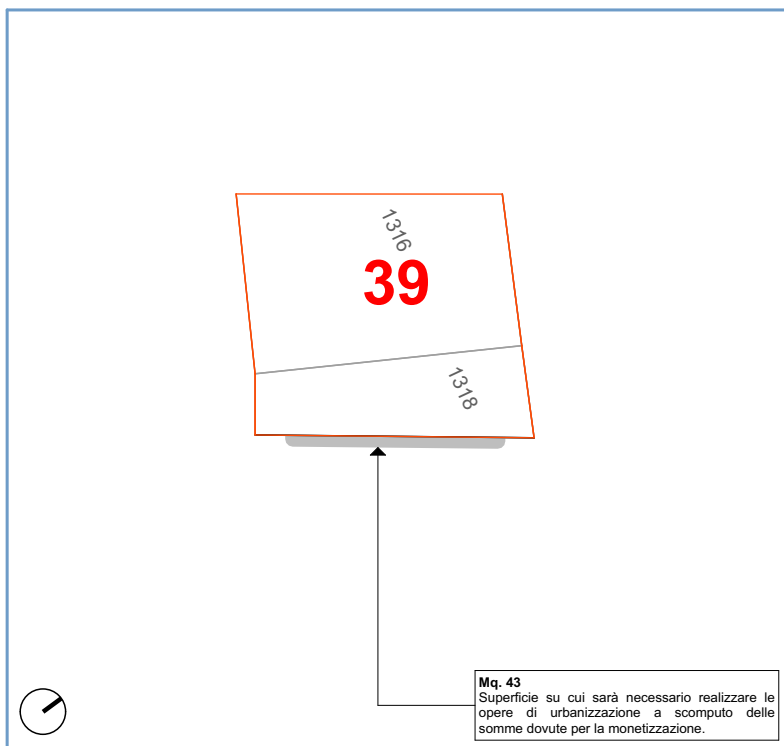 1316
39
1318
Mq. 43
Superficie su cui sarà necessario realizzare le
opere di urbanizzazione a scomputo delle
somme dovute per la monetizzazione.